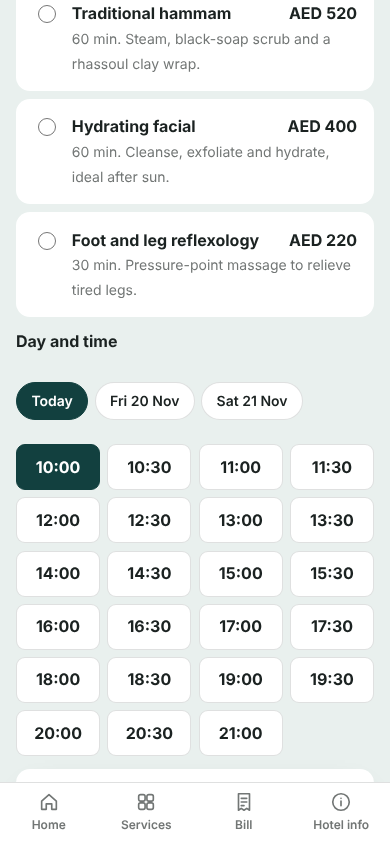 Traditional hammam AED 520
60 min. Steam, black-soap scrub and a
rhassoul clay wrap.
Hydrating facial AED 400
60 min. Cleanse, exfoliate and hydrate,
ideal after sun.
Foot and leg reflexology AED 220
30 min. Pressure-point massage to relieve
tired legs.
Day and time
Today Fri 20 Nov Sat 21 Nov
10:00 10:30 11:00 11:30
12:00 12:30 13:00 13:30
14:00 14:30 15:00 15:30
16:00 16:30 17:00 17:30
18:00 18:30 19:00 19:30
20:00 20:30 21:00
Home Services Bill Hotel info